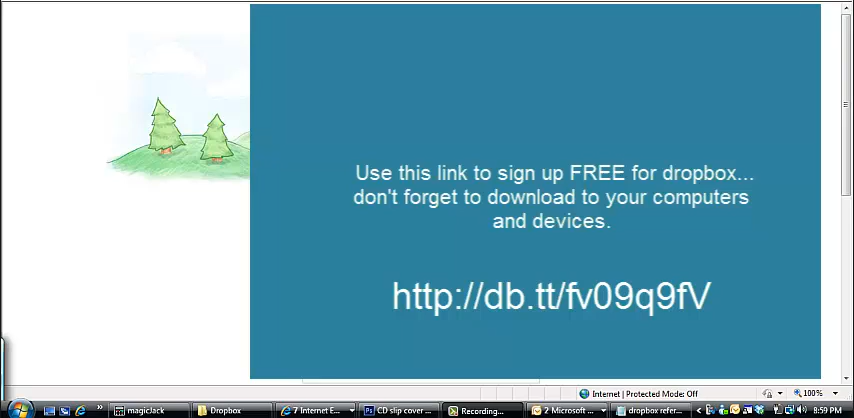 Use this link to sign up FREE for dropbox...
don't forget to download to your computers
and devices.
http://db.tt/fv09q9fV
Internet | Protected Mode: Off
100%
magicJack
Dropbox
7 Internet E...
CD slip cover ...
Recording...
2 Microsoft ...
dropbox refer...
8:59 PM